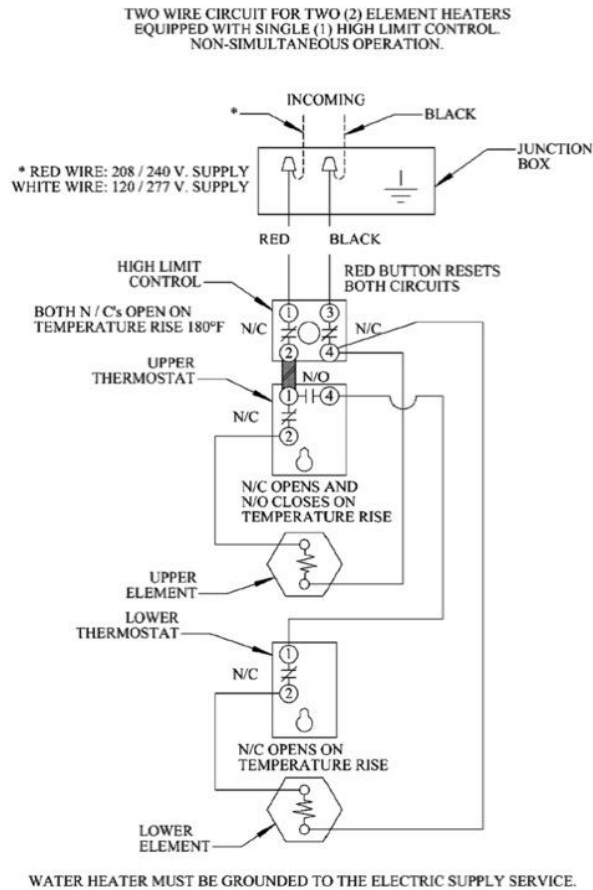 TWO WIRE CIRCUIT FOR TWO (2) ELEMENT HEATERS
EQUIPPED WITH SINGLE (1) HIGH LIMIT CONTROL.
NON-SIMULTANEOUS OPERATION.
INCOMING
*
BLACK
JUNCTION
BOX
* RED WIRE: 208 / 240 V. SUPPLY
WHITE WIRE: 120 / 277 V. SUPPLY
RED
BLACK
HIGH LIMIT
CONTROL
RED BUTTON RESETS
BOTH CIRCUITS
BOTH N / C's OPEN ON
TEMPERATURE RISE 180°F
1
3
N/C
N/C
2
4
UPPER
THERMOSTAT
N/O
1
4
N/C
2
N/C OPENS AND
N/O CLOSES ON
TEMPERATURE RISE
UPPER
ELEMENT
LOWER
THERMOSTAT
1
N/C
2
N/C OPENS ON
TEMPERATURE RISE
LOWER
ELEMENT
WATER HEATER MUST BE GROUNDED TO THE ELECTRIC SUPPLY SERVICE.